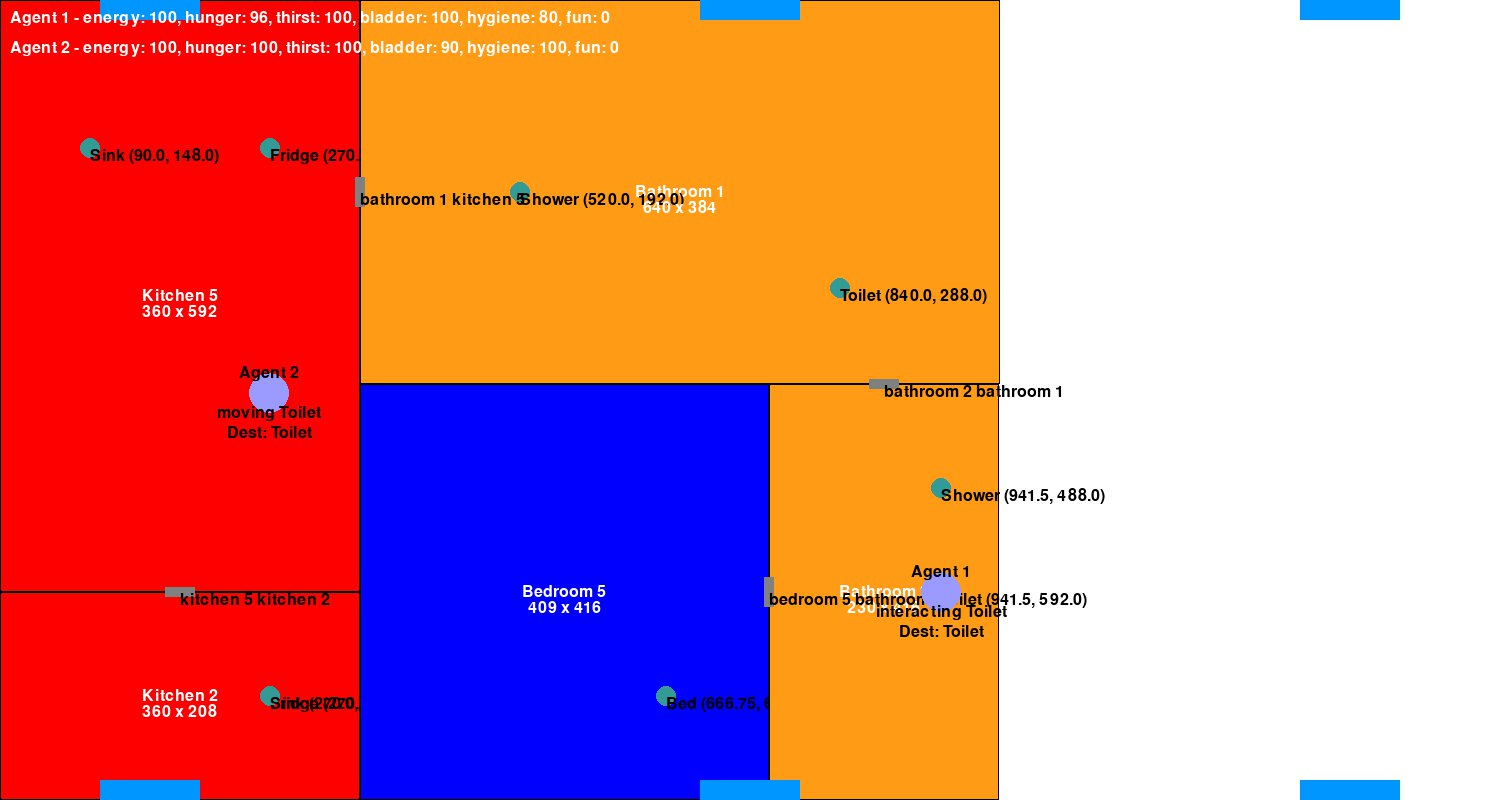 Agent 1 - energy: 100, hunger: 96, thirst: 100, bladder: 100, hygiene: 80, fun: 0
Agent 2 - energy: 100, hunger: 100, thirst: 100, bladder: 90, hygiene: 100, fun: 0
Sink (90.0, 148.0)
Fridge (270.
bathroom 1 kitchen 5
Shower (520.0, 192.0)
Bathroom 1
640 x 384
Kitchen 5
360 x 592
Toilet (840.0, 288.0)
Agent 2
moving Toilet
Dest: Toilet
bathroom 2 bathroom 1
Shower (941.5, 488.0)
Agent 1
Bedroom 5
409 x 416
Bathroom
230
bedroom 5 bathroom
Toilet (941.5, 592.0)
interacting Toilet
Dest: Toilet
kitchen 5 kitchen 2
Kitchen 2
360 x 208
Bed (666.75,